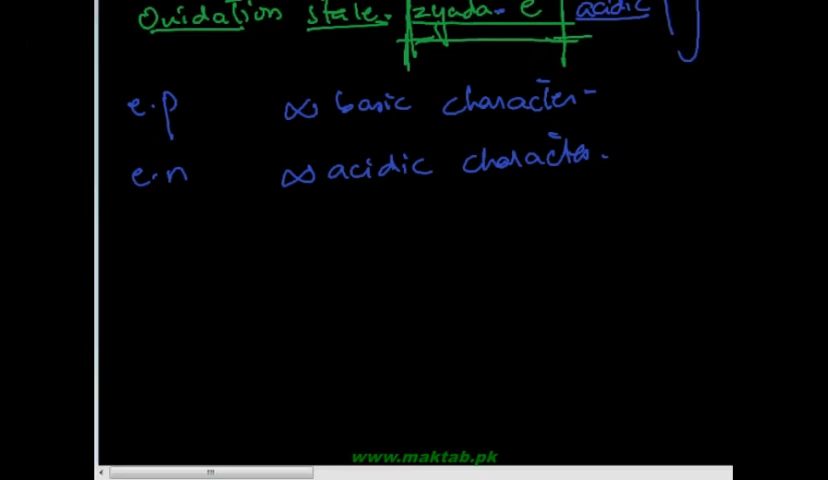 Oxidation state. zyada. e acidic
e.p ∝ basic character-
e.n ∝ acidic character.
www.maktab.pk